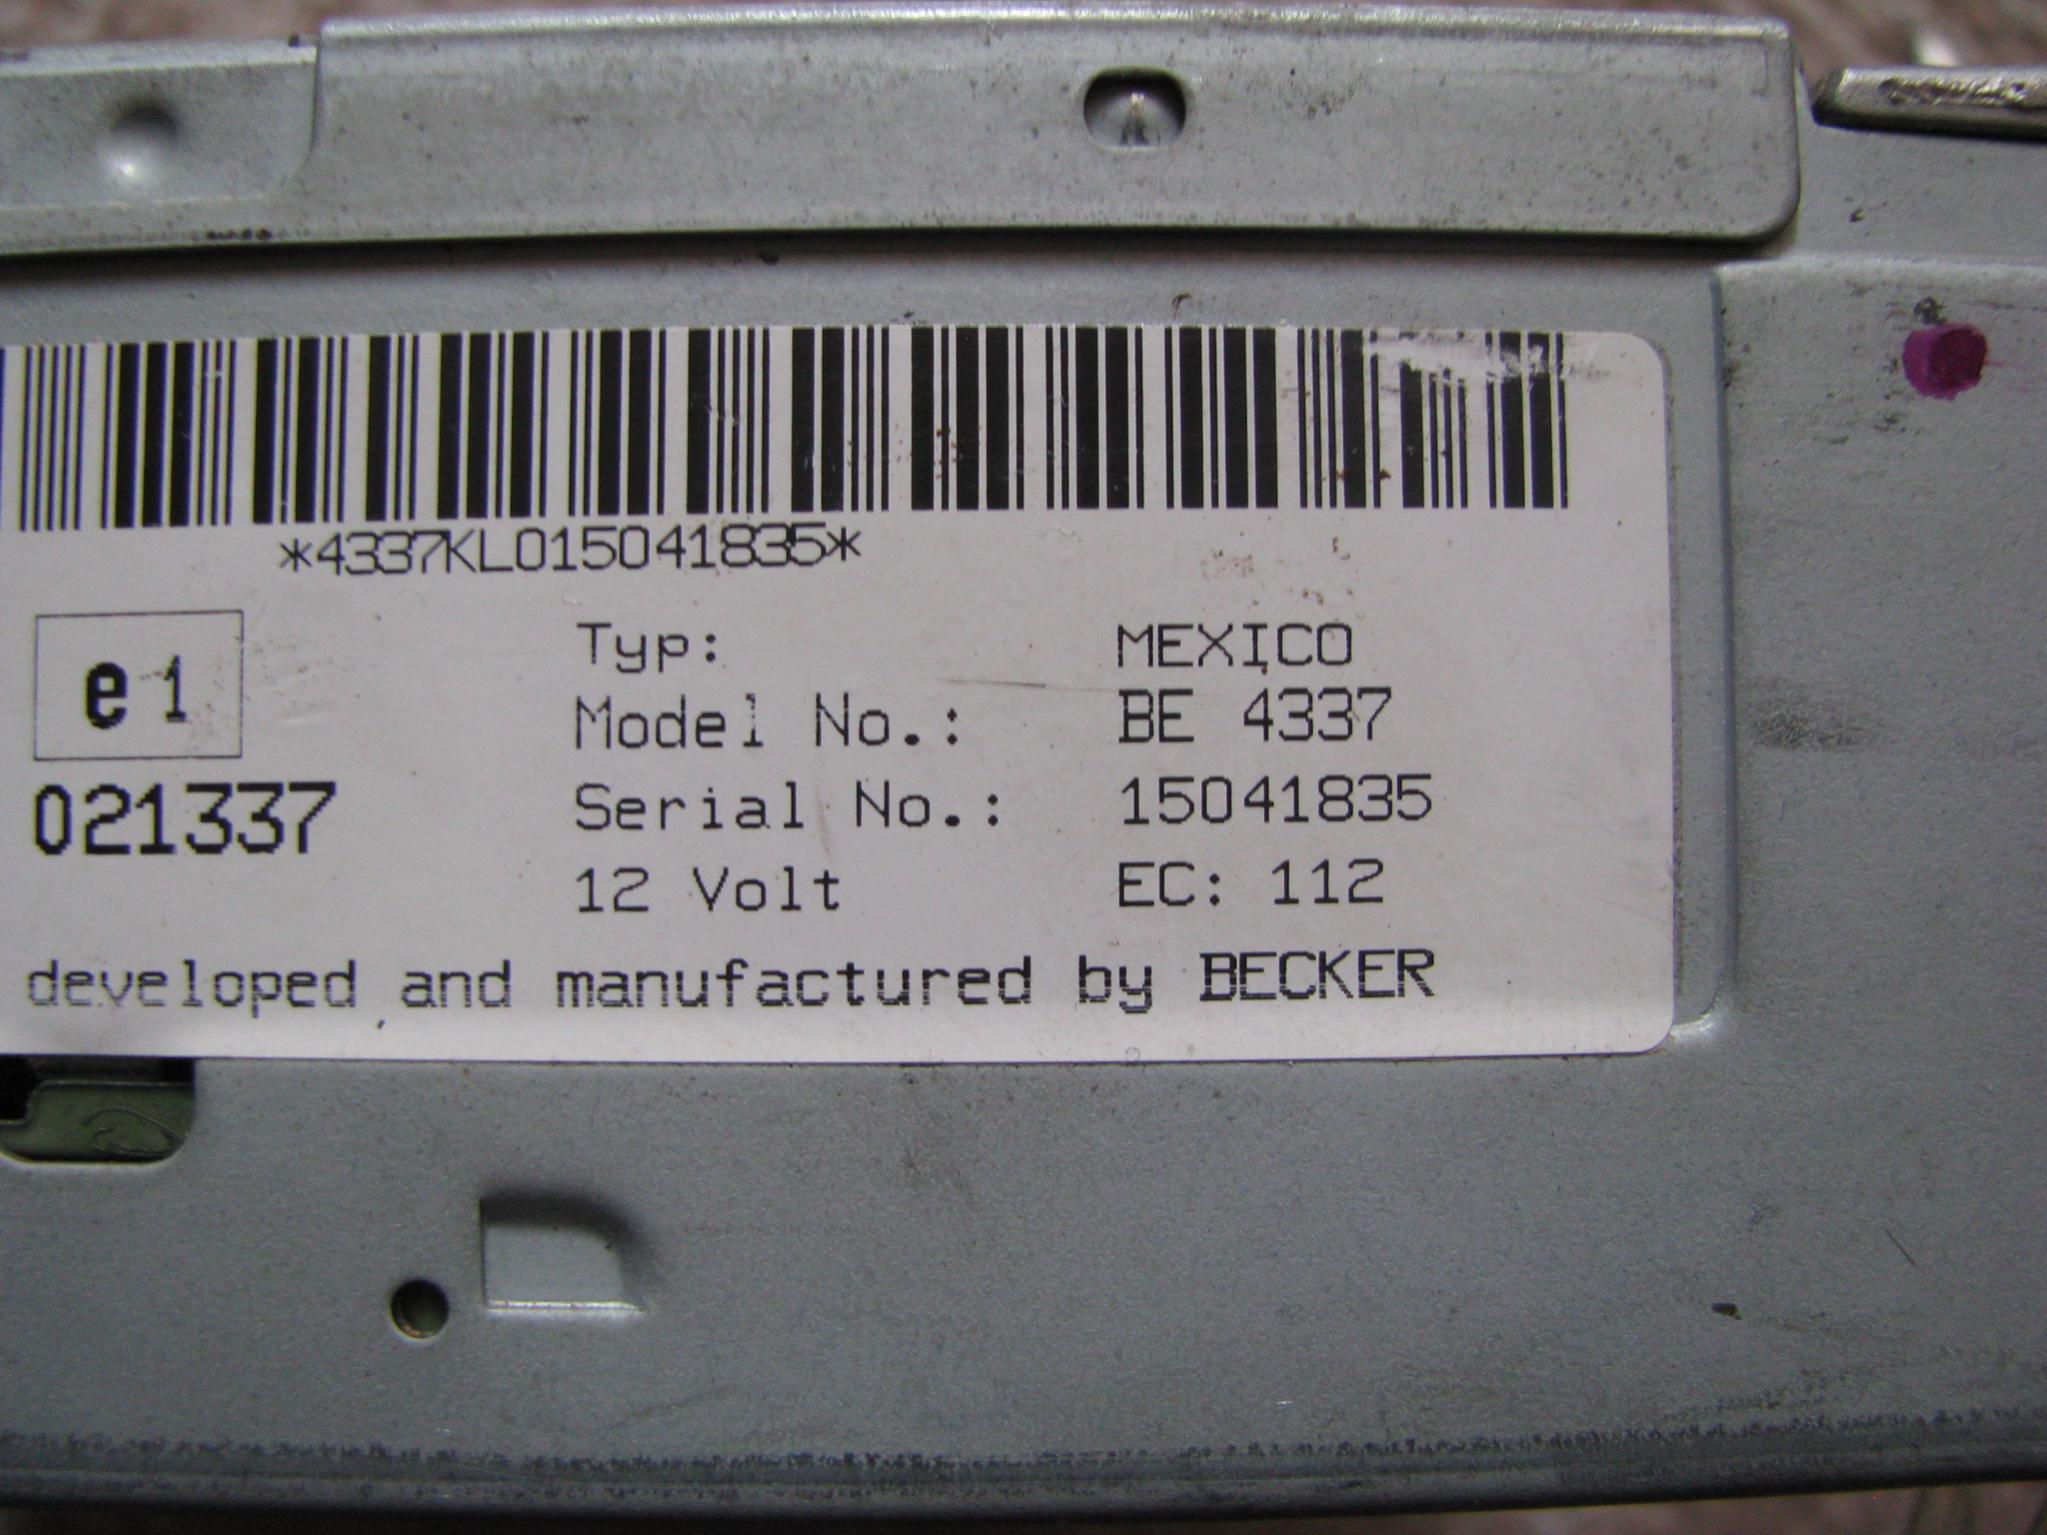 *4337KL015041835*
e1
021337
Typ: MEXICO
Model No.: BE 4337
Serial No.: 15041835
12 Volt EC: 112
developed and manufactured by BECKER